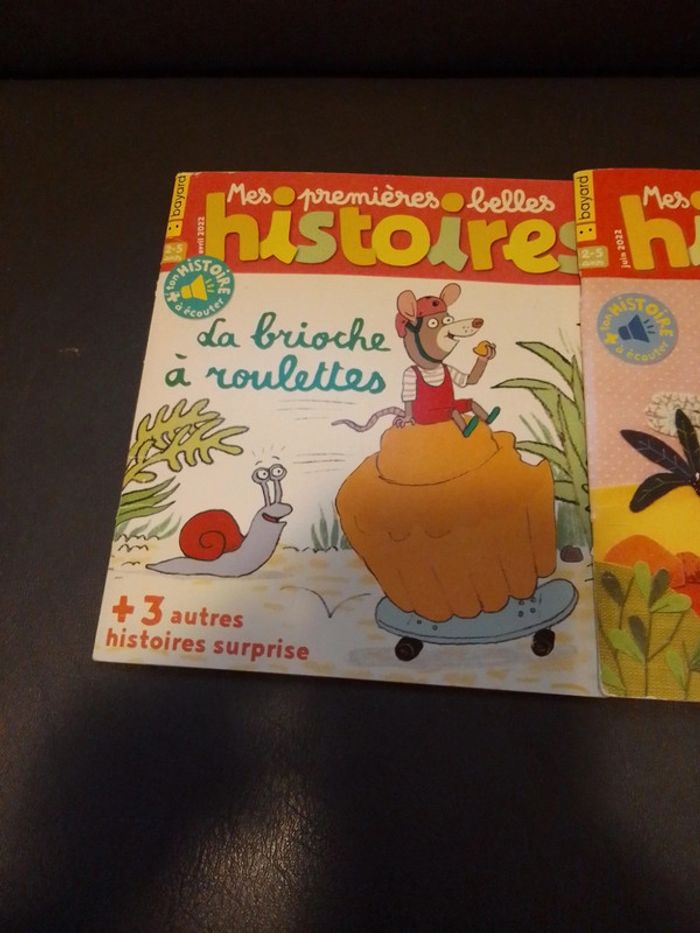 bayard
avril 2022
2-5 ans
Mes premières belles
histoires
+ ton HISTOIRE à écouter
La brioche
à roulettes
+ 3 autres
histoires surprise
bayard
juin 2022
2-5 ans
Mes
hi
+ ton HISTOIRE à écouter